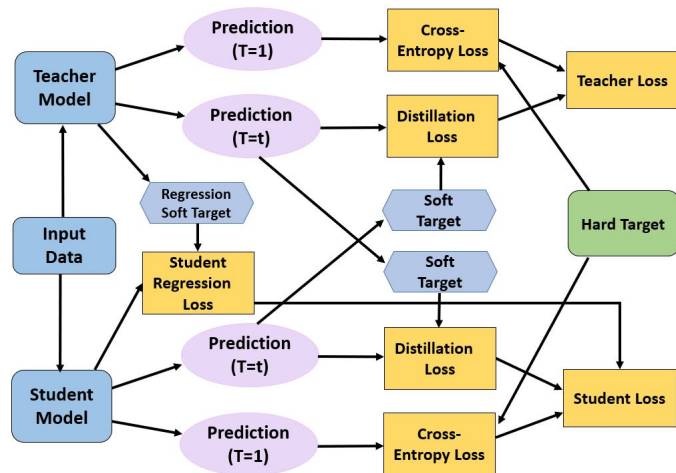 Prediction
(T=1)
Cross-
Entropy Loss
Teacher
Model
Teacher Loss
Prediction
(T=t)
Distillation
Loss
Regression
Soft Target
Soft
Target
Hard Target
Input
Data
Student
Regression
Loss
Soft
Target
Prediction
(T=t)
Distillation
Loss
Student
Model
Student Loss
Prediction
(T=1)
Cross-
Entropy Loss